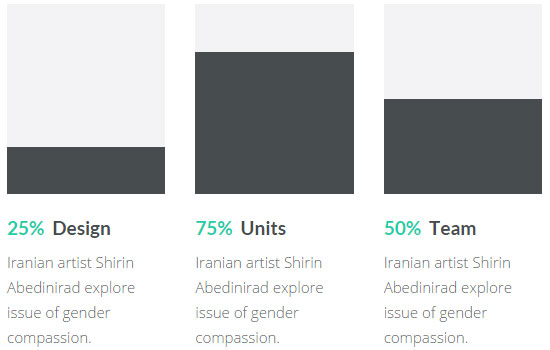 25% Design
Iranian artist Shirin
Abedinirad explore
issue of gender
compassion.
75% Units
Iranian artist Shirin
Abedinirad explore
issue of gender
compassion.
50% Team
Iranian artist Shirin
Abedinirad explore
issue of gender
compassion.